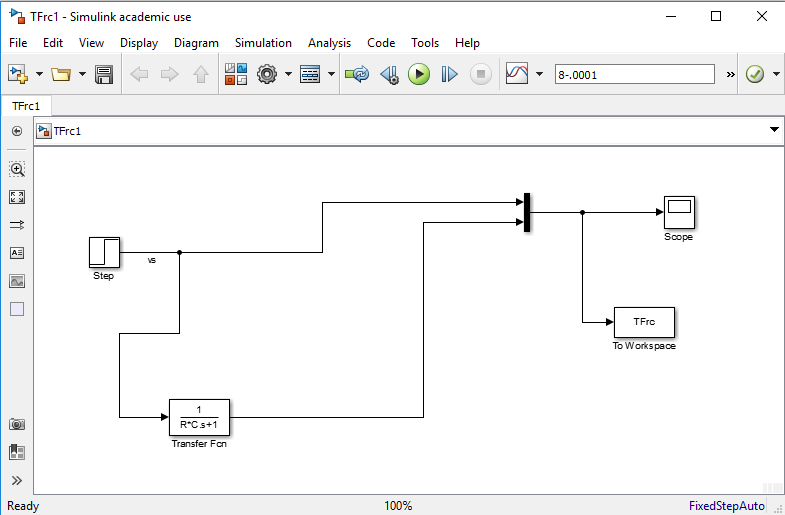 TFrc1 - Simulink academic use
File Edit View Display Diagram Simulation Analysis Code Tools Help
8-.0001
»
TFrc1
TFrc1
vs
Step
Scope
TFrc
To Workspace
1
R*C.s+1
Transfer Fcn
Ready 100% FixedStepAuto